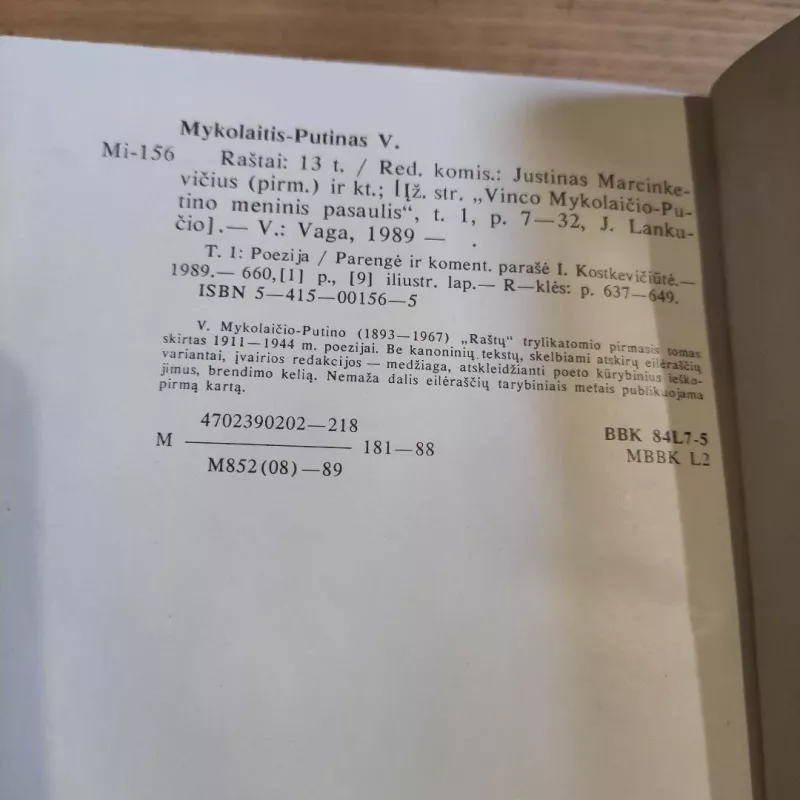 Mykolaitis-Putinas V.
Mi-156 Raštai: 13 t. / Red. komis.: Justinas Marcinke-
vičius (pirm.) ir kt.; [Įž. str. „Vinco Mykolaičio-Pu-
tino meninis pasaulis“, t. 1, p. 7—32, J. Lanku-
čio].— V.: Vaga, 1989 — .
T. 1: Poezija / Parengė ir koment. parašė I. Kostkevičiūtė.—
1989.— 660,[1] p., [9] iliustr. lap.— R—klės: p. 637—649.
ISBN 5—415—00156—5
V. Mykolaičio-Putino (1893—1967) „Raštų“ trylikatomio pirmasis tomas
skirtas 1911—1944 m. poezijai. Be kanoninių tekstų, skelbiami atskirų eilėraščių
variantai, įvairios redakcijos — medžiaga, atskleidžianti poeto kūrybinius ieško-
jimus, brendimo kelią. Nemaža dalis eilėraščių tarybiniais metais publikuojama
pirmą kartą.
4702390202—218
M 181—88
M852(08)—89
BBK 84L7-5
MBBK L2